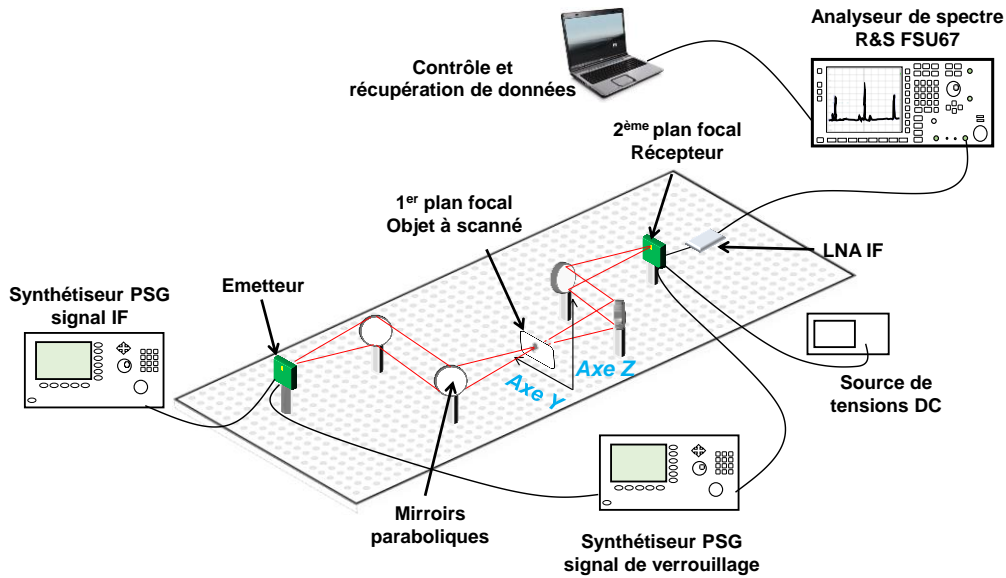 Analyseur de spectre
R&S FSU67
Contrôle et
récupération de données
2ème plan focal
Récepteur
1er plan focal
Objet à scanné
LNA IF
Emetteur
Synthétiseur PSG
signal IF
Axe Z
Axe Y
Source de
tensions DC
Mirroirs
paraboliques
Synthétiseur PSG
signal de verrouillage